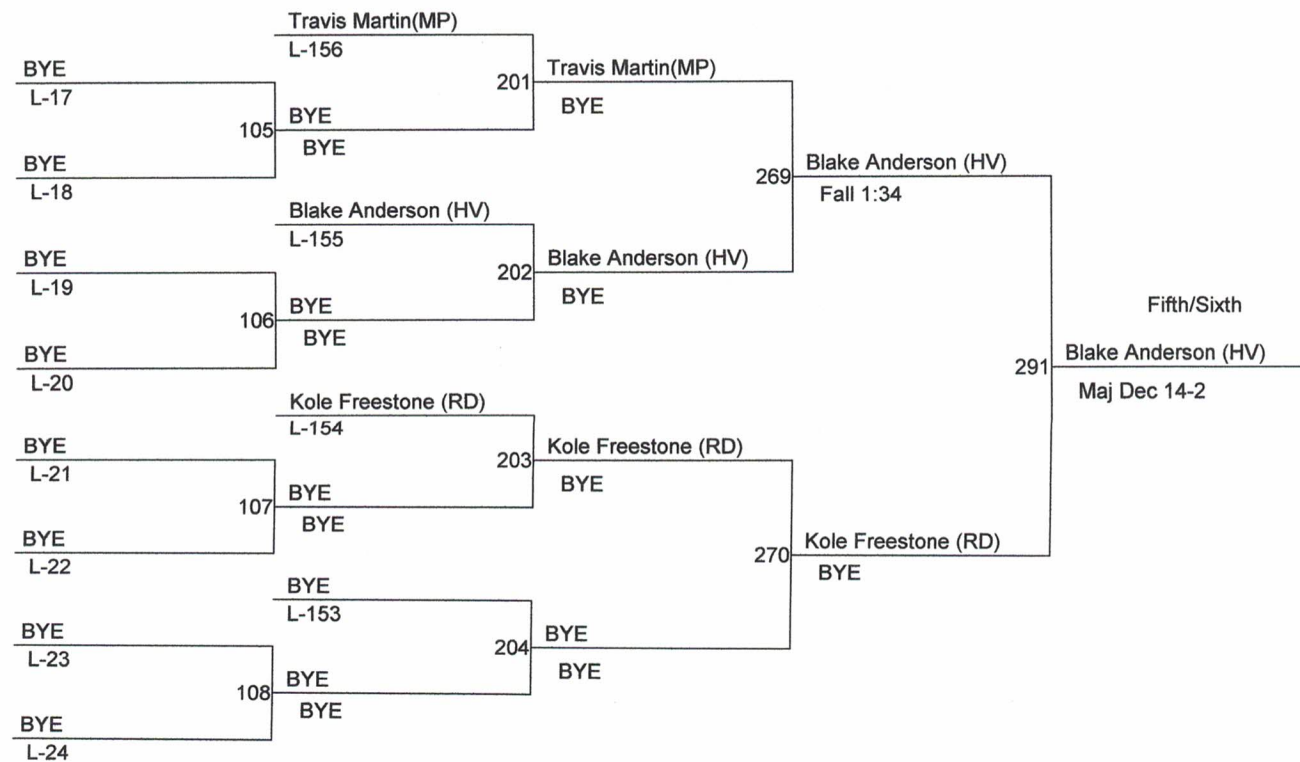 Travis Martin(MP)
L-156
BYE
L-17
105
BYE
BYE
BYE
L-18
201
Travis Martin(MP)
BYE
Blake Anderson (HV)
L-155
BYE
L-19
106
BYE
BYE
BYE
L-20
202
Blake Anderson (HV)
BYE
269
Blake Anderson (HV)
Fall 1:34
Kole Freestone (RD)
L-154
BYE
L-21
107
BYE
BYE
BYE
L-22
203
Kole Freestone (RD)
BYE
BYE
L-153
BYE
L-23
108
BYE
BYE
BYE
L-24
204
BYE
BYE
270
Kole Freestone (RD)
BYE
Fifth/Sixth
291
Blake Anderson (HV)
Maj Dec 14-2